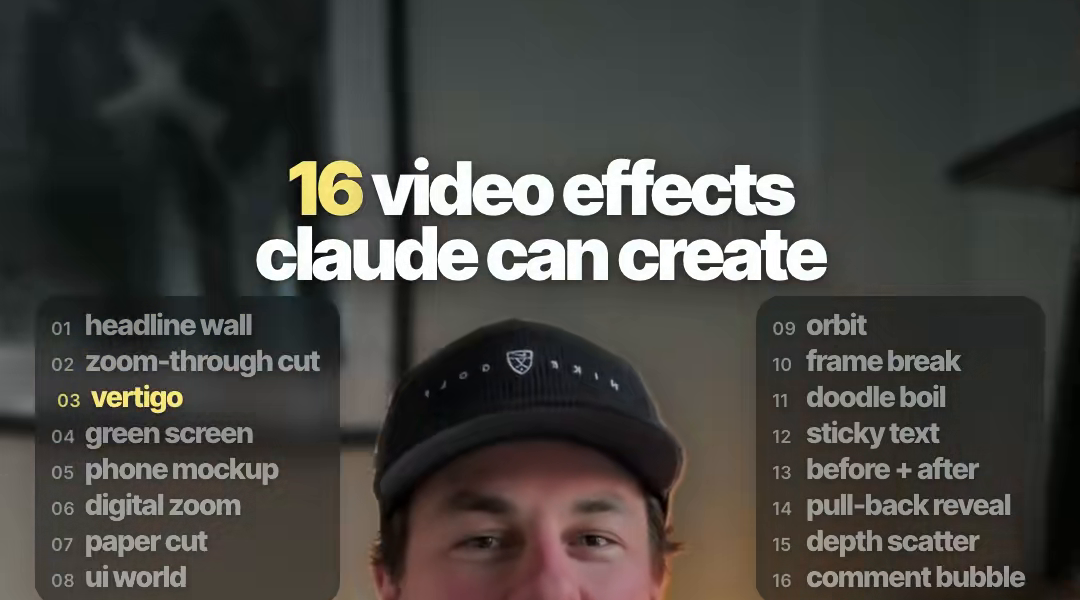 16 video effects
claude can create
01 headline wall
02 zoom-through cut
03 vertigo
04 green screen
05 phone mockup
06 digital zoom
07 paper cut
08 ui world
09 orbit
10 frame break
11 doodle boil
12 sticky text
13 before + after
14 pull-back reveal
15 depth scatter
16 comment bubble